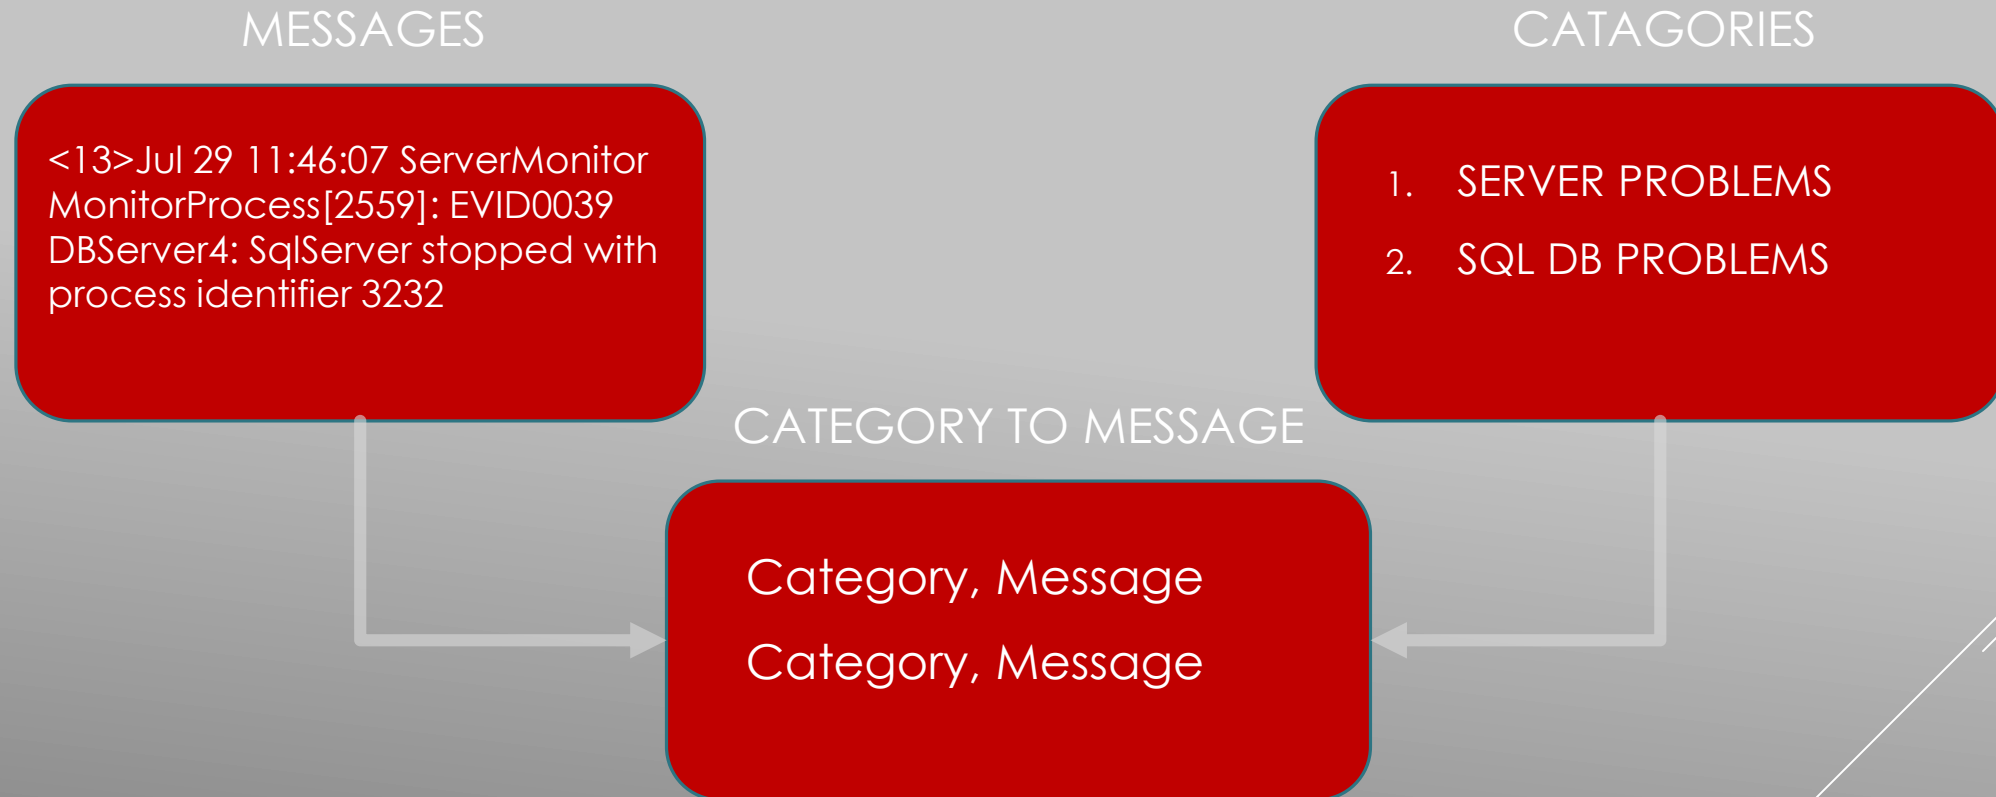 MESSAGES
CATAGORIES
<13>Jul 29 11:46:07 ServerMonitor
MonitorProcess[2559]: EVID0039
DBServer4: SqlServer stopped with
process identifier 3232
1. SERVER PROBLEMS
2. SQL DB PROBLEMS
CATEGORY TO MESSAGE
Category, Message
Category, Message